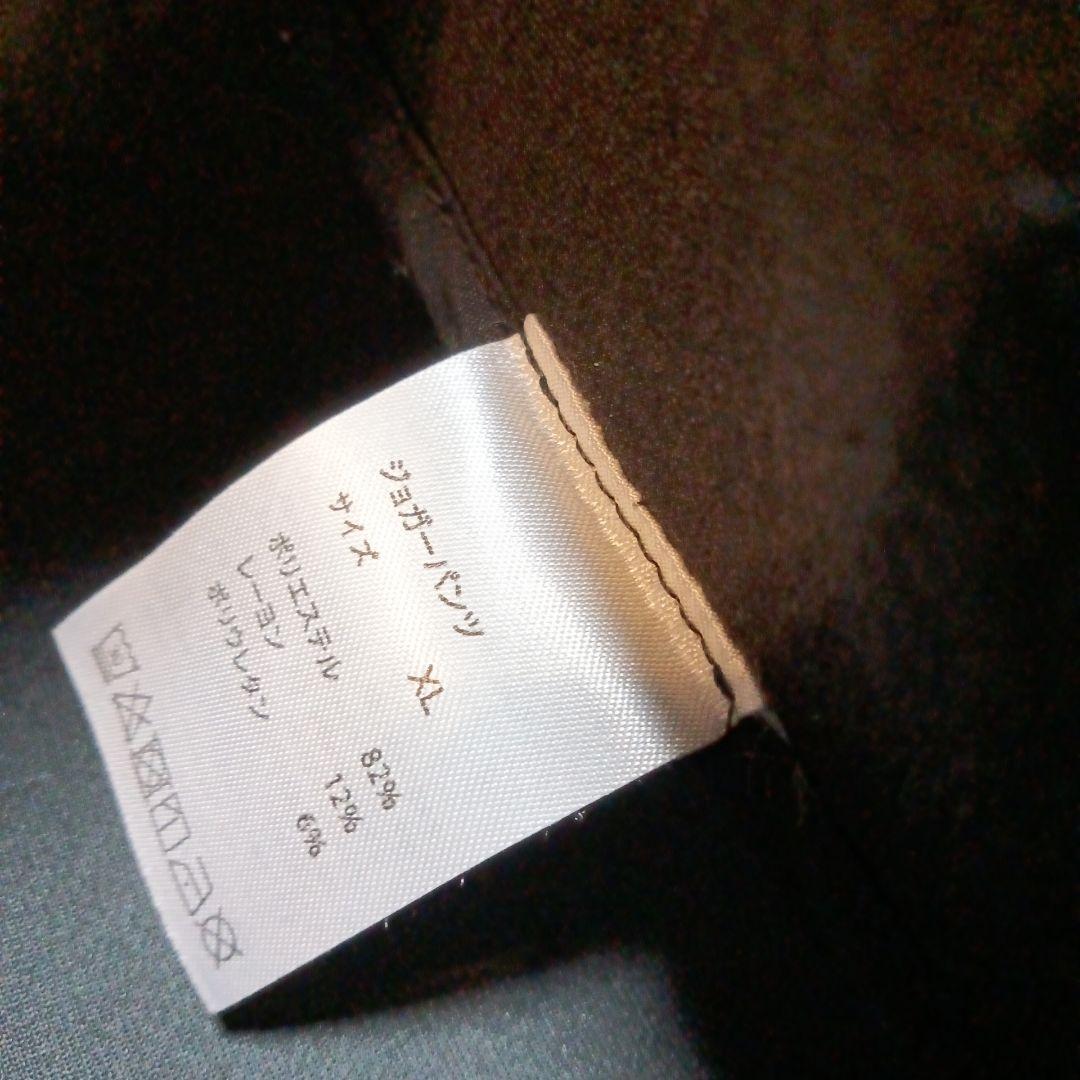 ジョガーパンツ
サイズ XL
ポリエステル 82%
レーヨン 12%
ポリウレタン 6%